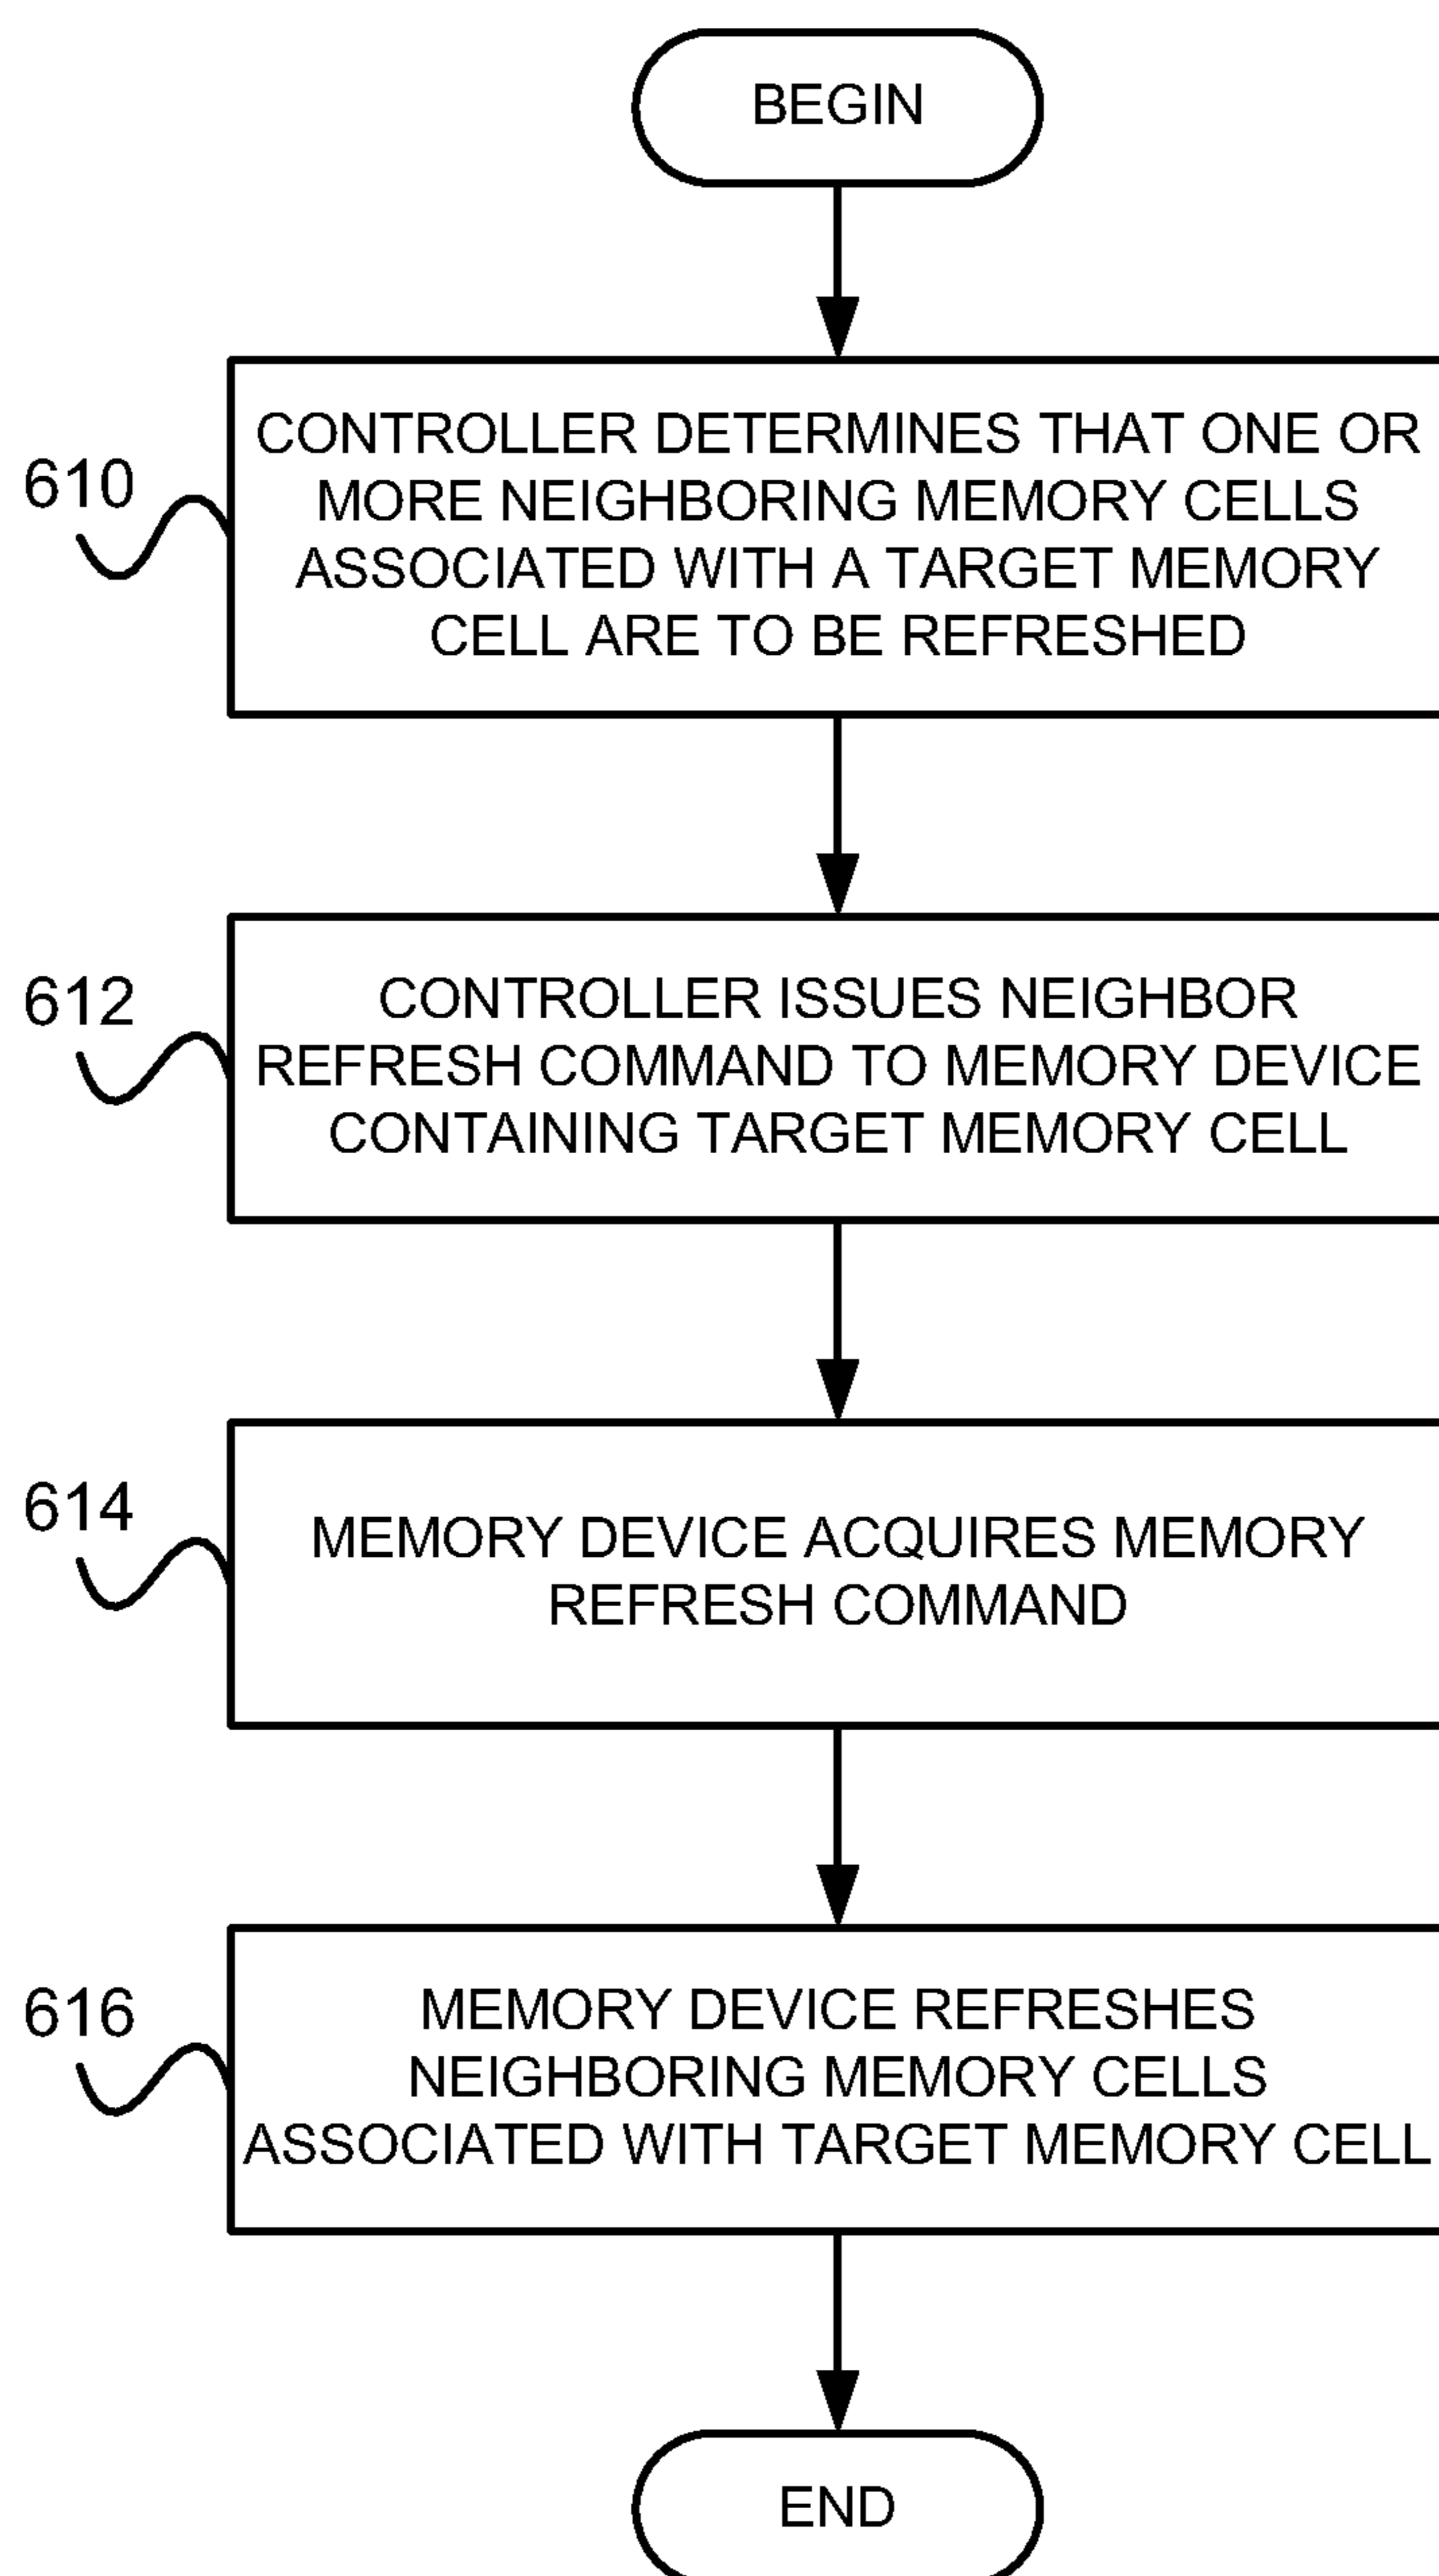 BEGIN
610
CONTROLLER DETERMINES THAT ONE OR
MORE NEIGHBORING MEMORY CELLS
ASSOCIATED WITH A TARGET MEMORY
CELL ARE TO BE REFRESHED
612
CONTROLLER ISSUES NEIGHBOR
REFRESH COMMAND TO MEMORY DEVICE
CONTAINING TARGET MEMORY CELL
614
MEMORY DEVICE ACQUIRES MEMORY
REFRESH COMMAND
616
MEMORY DEVICE REFRESHES
NEIGHBORING MEMORY CELLS
ASSOCIATED WITH TARGET MEMORY CELL
END